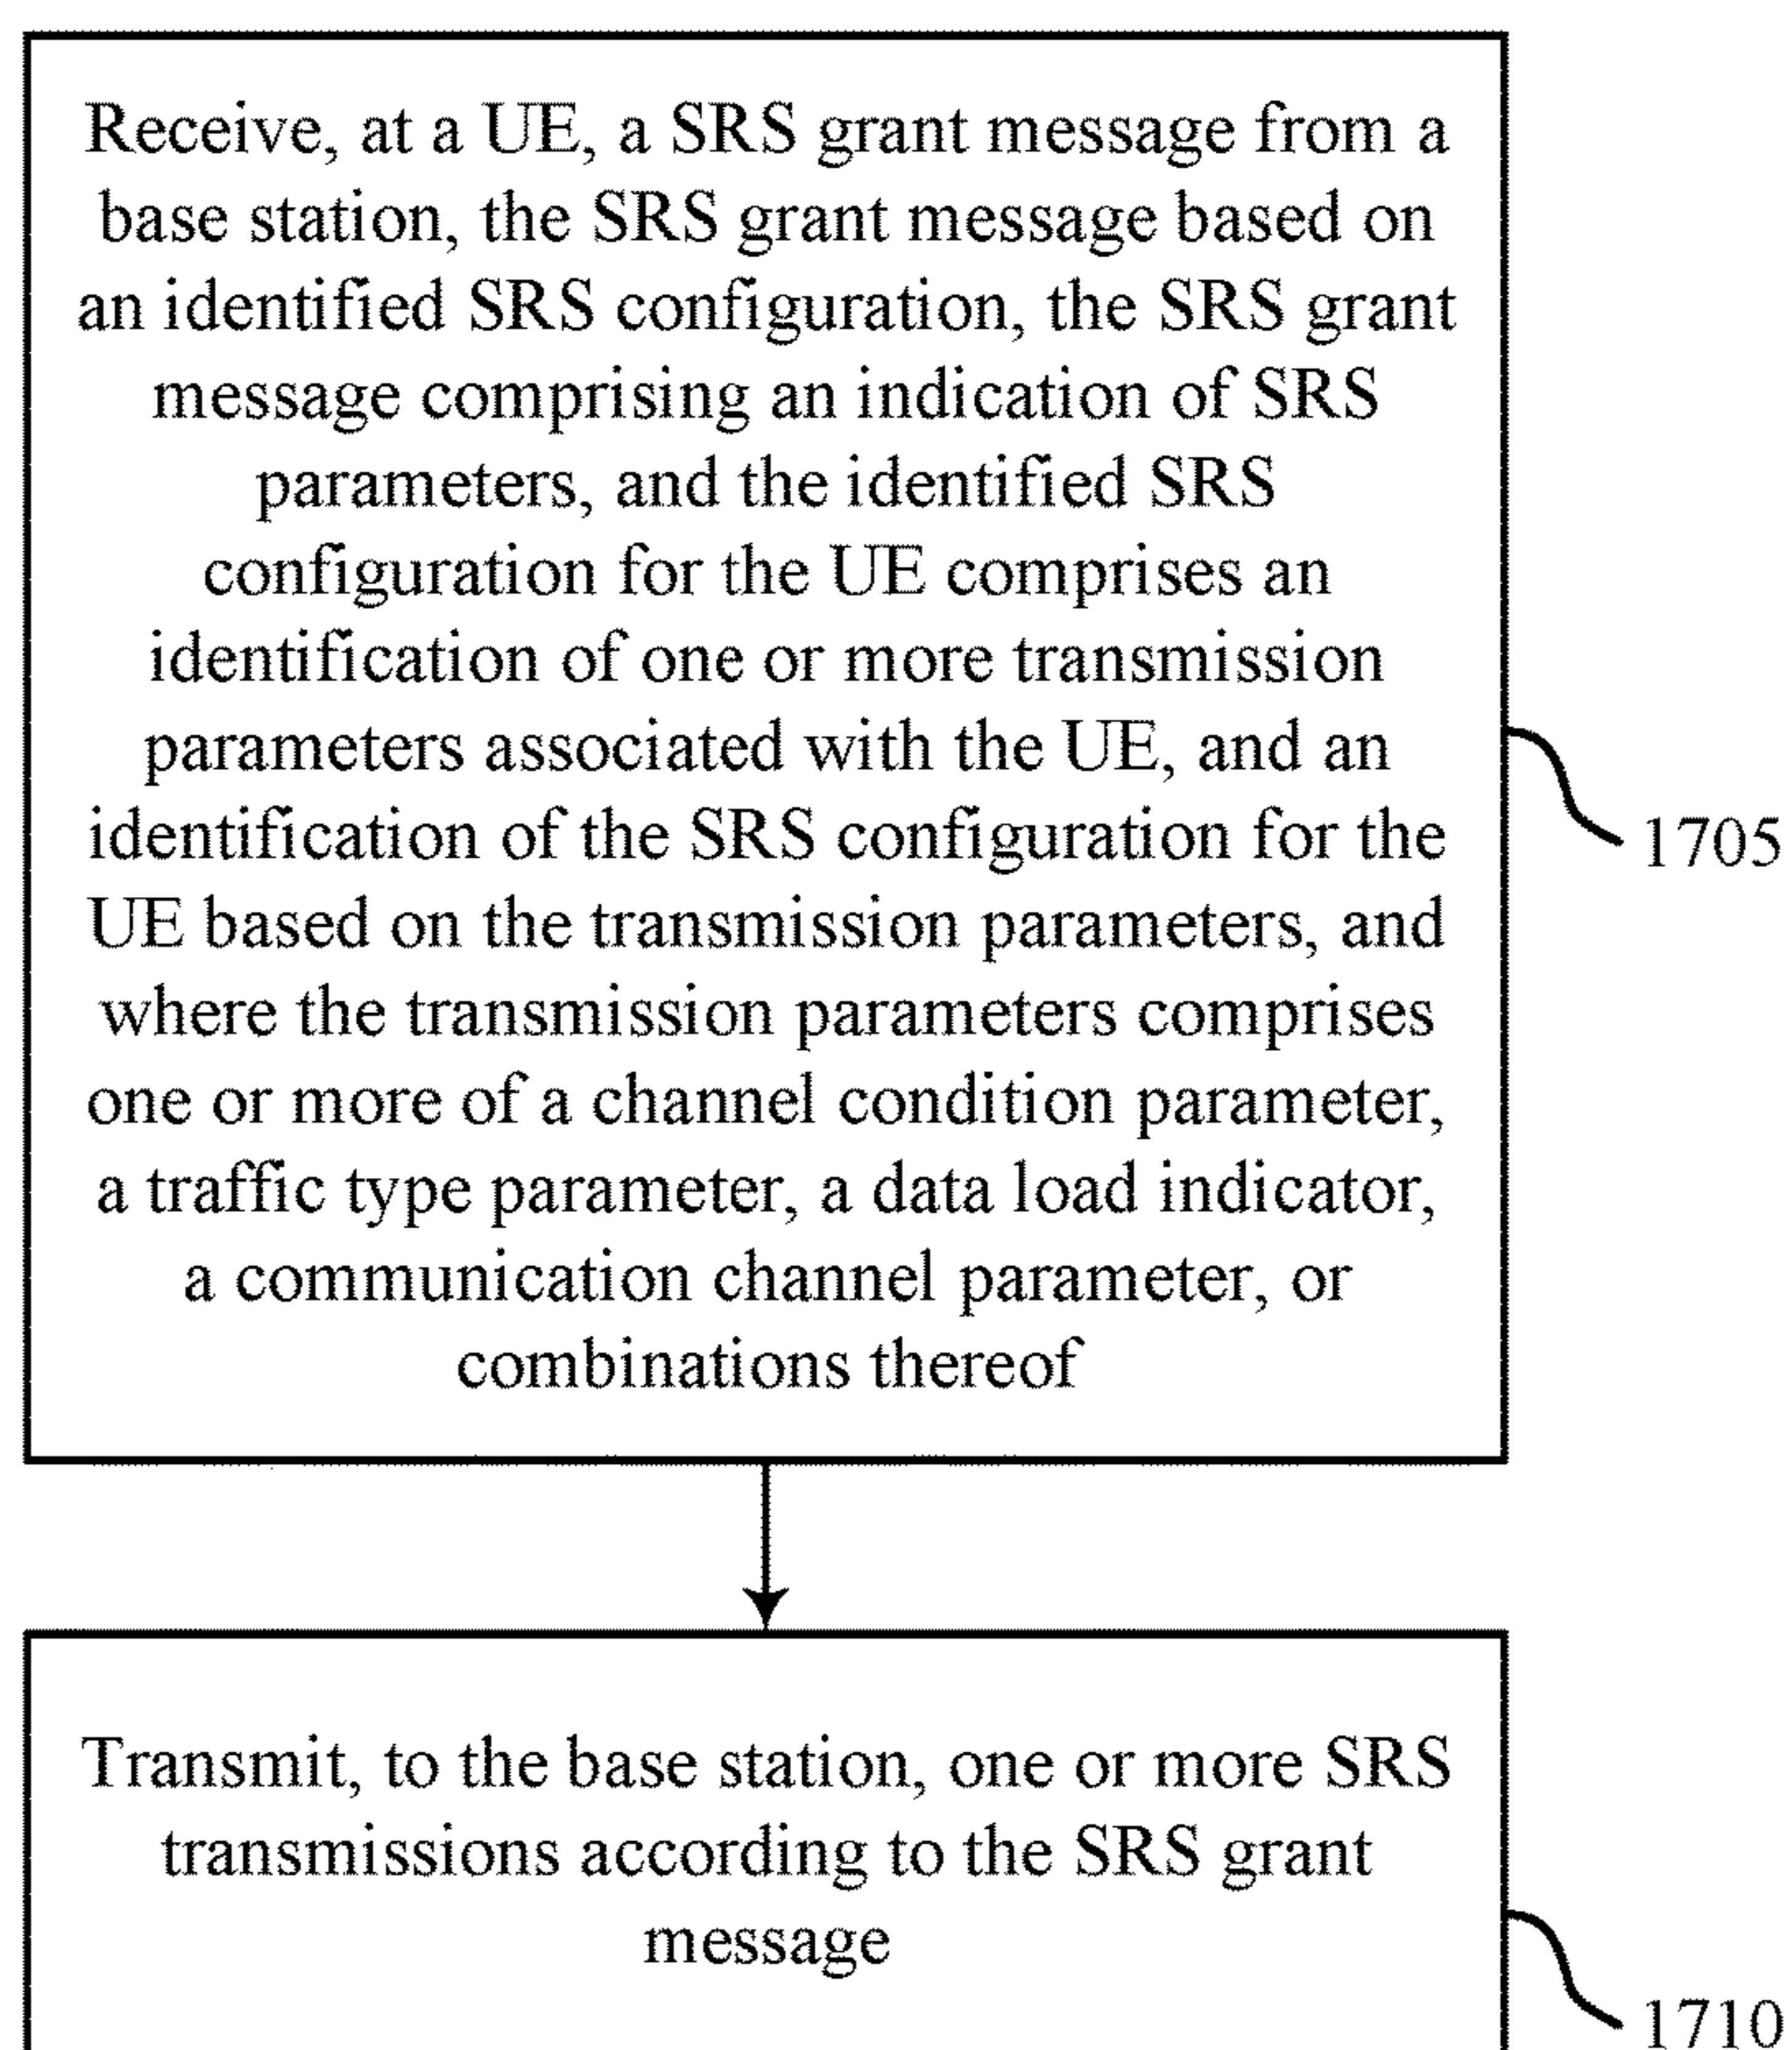 Receive, at a UE, a SRS grant message from a
base station, the SRS grant message based on
an identified SRS configuration, the SRS grant
message comprising an indication of SRS
parameters, and the identified SRS
configuration for the UE comprises an
identification of one or more transmission
parameters associated with the UE, and an
identification of the SRS configuration for the
UE based on the transmission parameters, and
where the transmission parameters comprises
one or more of a channel condition parameter,
a traffic type parameter, a data load indicator,
a communication channel parameter, or
combinations thereof
1705
Transmit, to the base station, one or more SRS
transmissions according to the SRS grant
message
1710